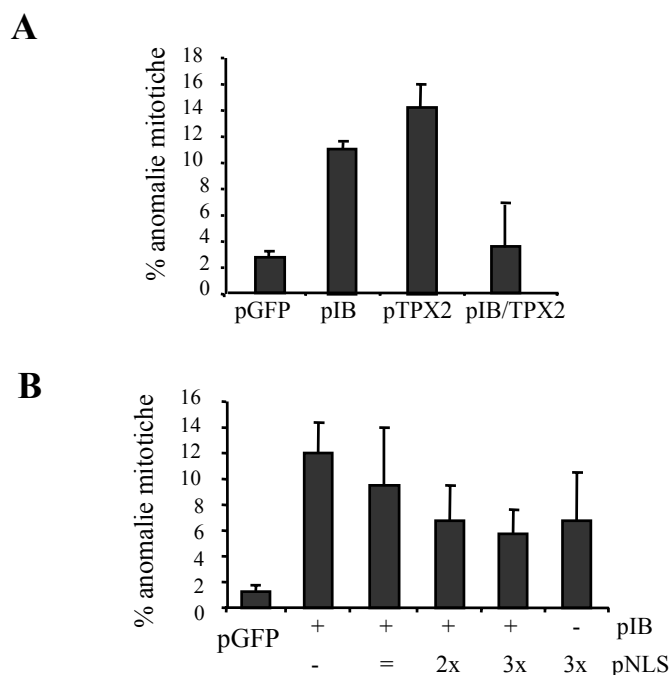 A
% anomalie mitotiche
18
16
14
12
10
8
6
4
2
0
pGFP pIB pTPX2 pIB/TPX2
B
% anomalie mitotiche
16
14
12
10
8
6
4
2
0
pGFP + + + + - pIB
- = 2x 3x 3x pNLS